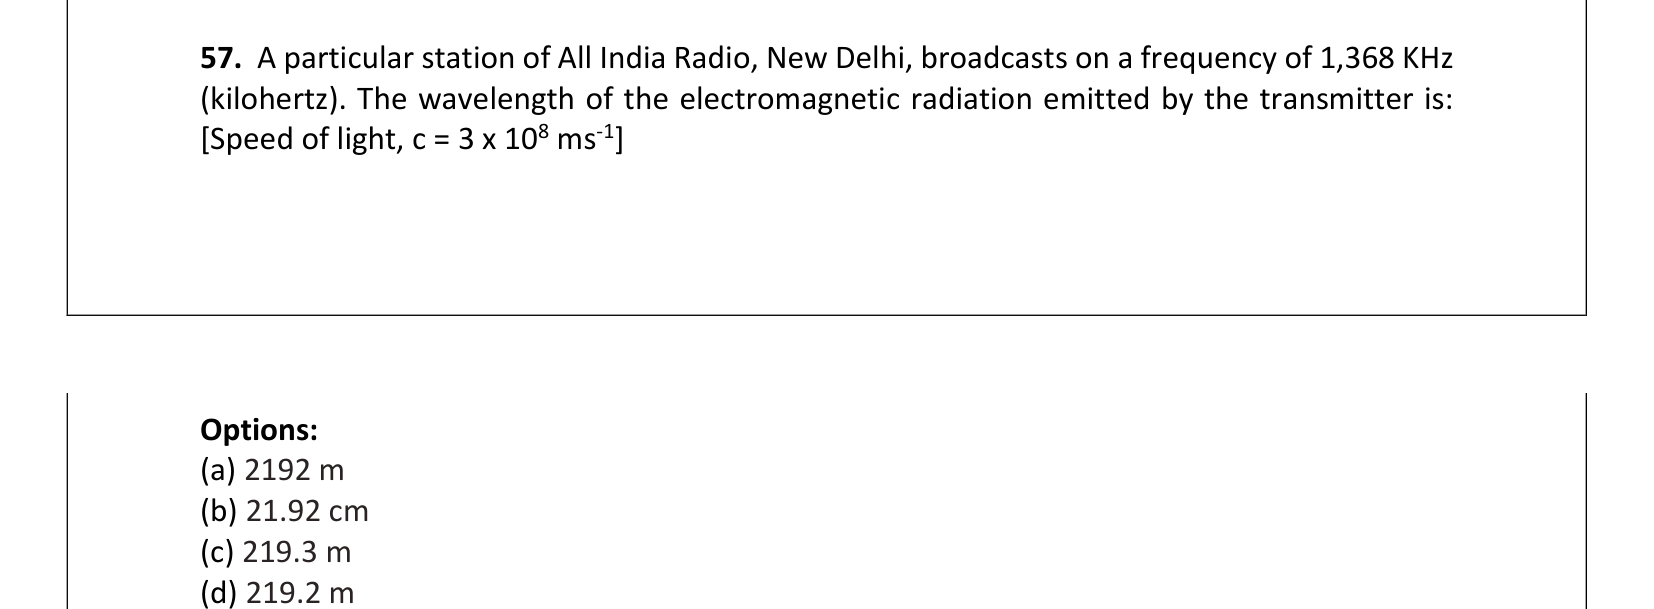 57. A particular station of All India Radio, New Delhi, broadcasts on a frequency of 1,368 KHz
(kilohertz). The wavelength of the electromagnetic radiation emitted by the transmitter is:
[Speed of light, c = 3 x 10⁸ ms⁻¹]
Options:
(a) 2192 m
(b) 21.92 cm
(c) 219.3 m
(d) 219.2 m